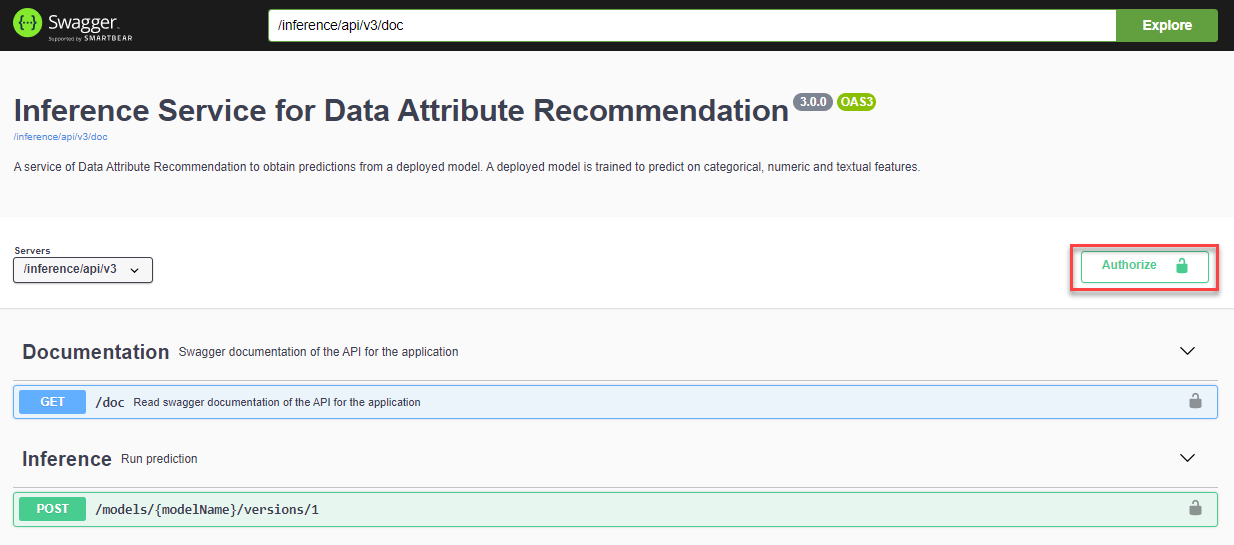 Swagger
Supported by SMARTBEAR
/inference/api/v3/doc
Explore
Inference Service for Data Attribute Recommendation 3.0.0 OAS3
/inference/api/v3/doc
A service of Data Attribute Recommendation to obtain predictions from a deployed model. A deployed model is trained to predict on categorical, numeric and textual features.
Servers
/inference/api/v3
Authorize
Documentation Swagger documentation of the API for the application
GET /doc Read swagger documentation of the API for the application
Inference Run prediction
POST /models/{modelName}/versions/1